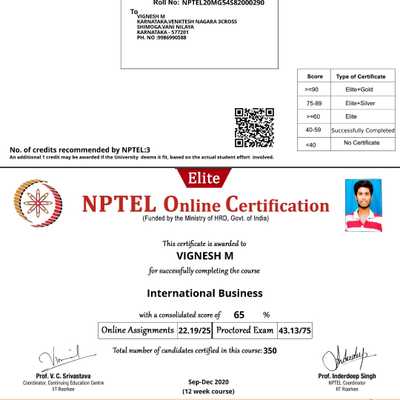 Roll No: NPTEL20MG54S82000290
To
VIGNESH M
KARNATAKA.VENKTESH NAGARA 3CROSS
SHIMOGA.VANI NILAYA
KARNATAKA - 577201
PH. NO :9986990588
Score Type of Certificate
>=90 Elite+Gold
75-89 Elite+Silver
>=60 Elite
40-59 Successfully Completed
<40 No Certificate
No. of credits recommended by NPTEL:3
An additional 1 credit may be awarded if the University deems it fit, based on the actual student effort involved.
Elite
NPTEL Online Certification
(Funded by the Ministry of HRD, Govt. of India)
This certificate is awarded to
VIGNESH M
for successfully completing the course
International Business
with a consolidated score of 65 %
Online Assignments 22.19/25 Proctored Exam 43.13/75
Total number of candidates certified in this course: 350
Prof. V. C. Srivastava
Coordinator, Continuing Education Centre
IIT Roorkee
Sep-Dec 2020
(12 week course)
Prof. Inderdeep Singh
NPTEL Coordinator
IIT Roorkee